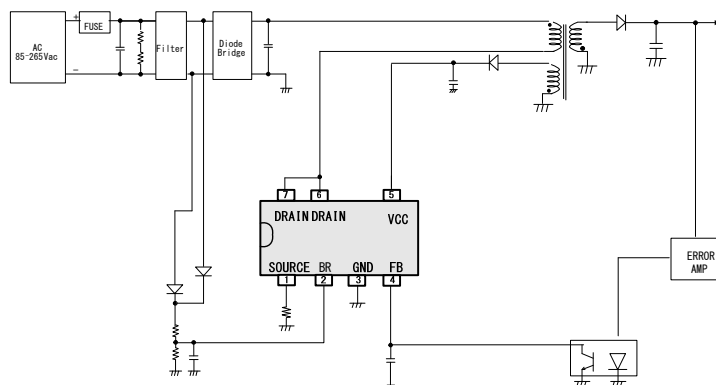 +
FUSE
AC
85-265Vac
-
Filter
Diode
Bridge
7
6
5
DRAIN DRAIN
VCC
SOURCE BR GND FB
1
2
3
4
ERROR
AMP